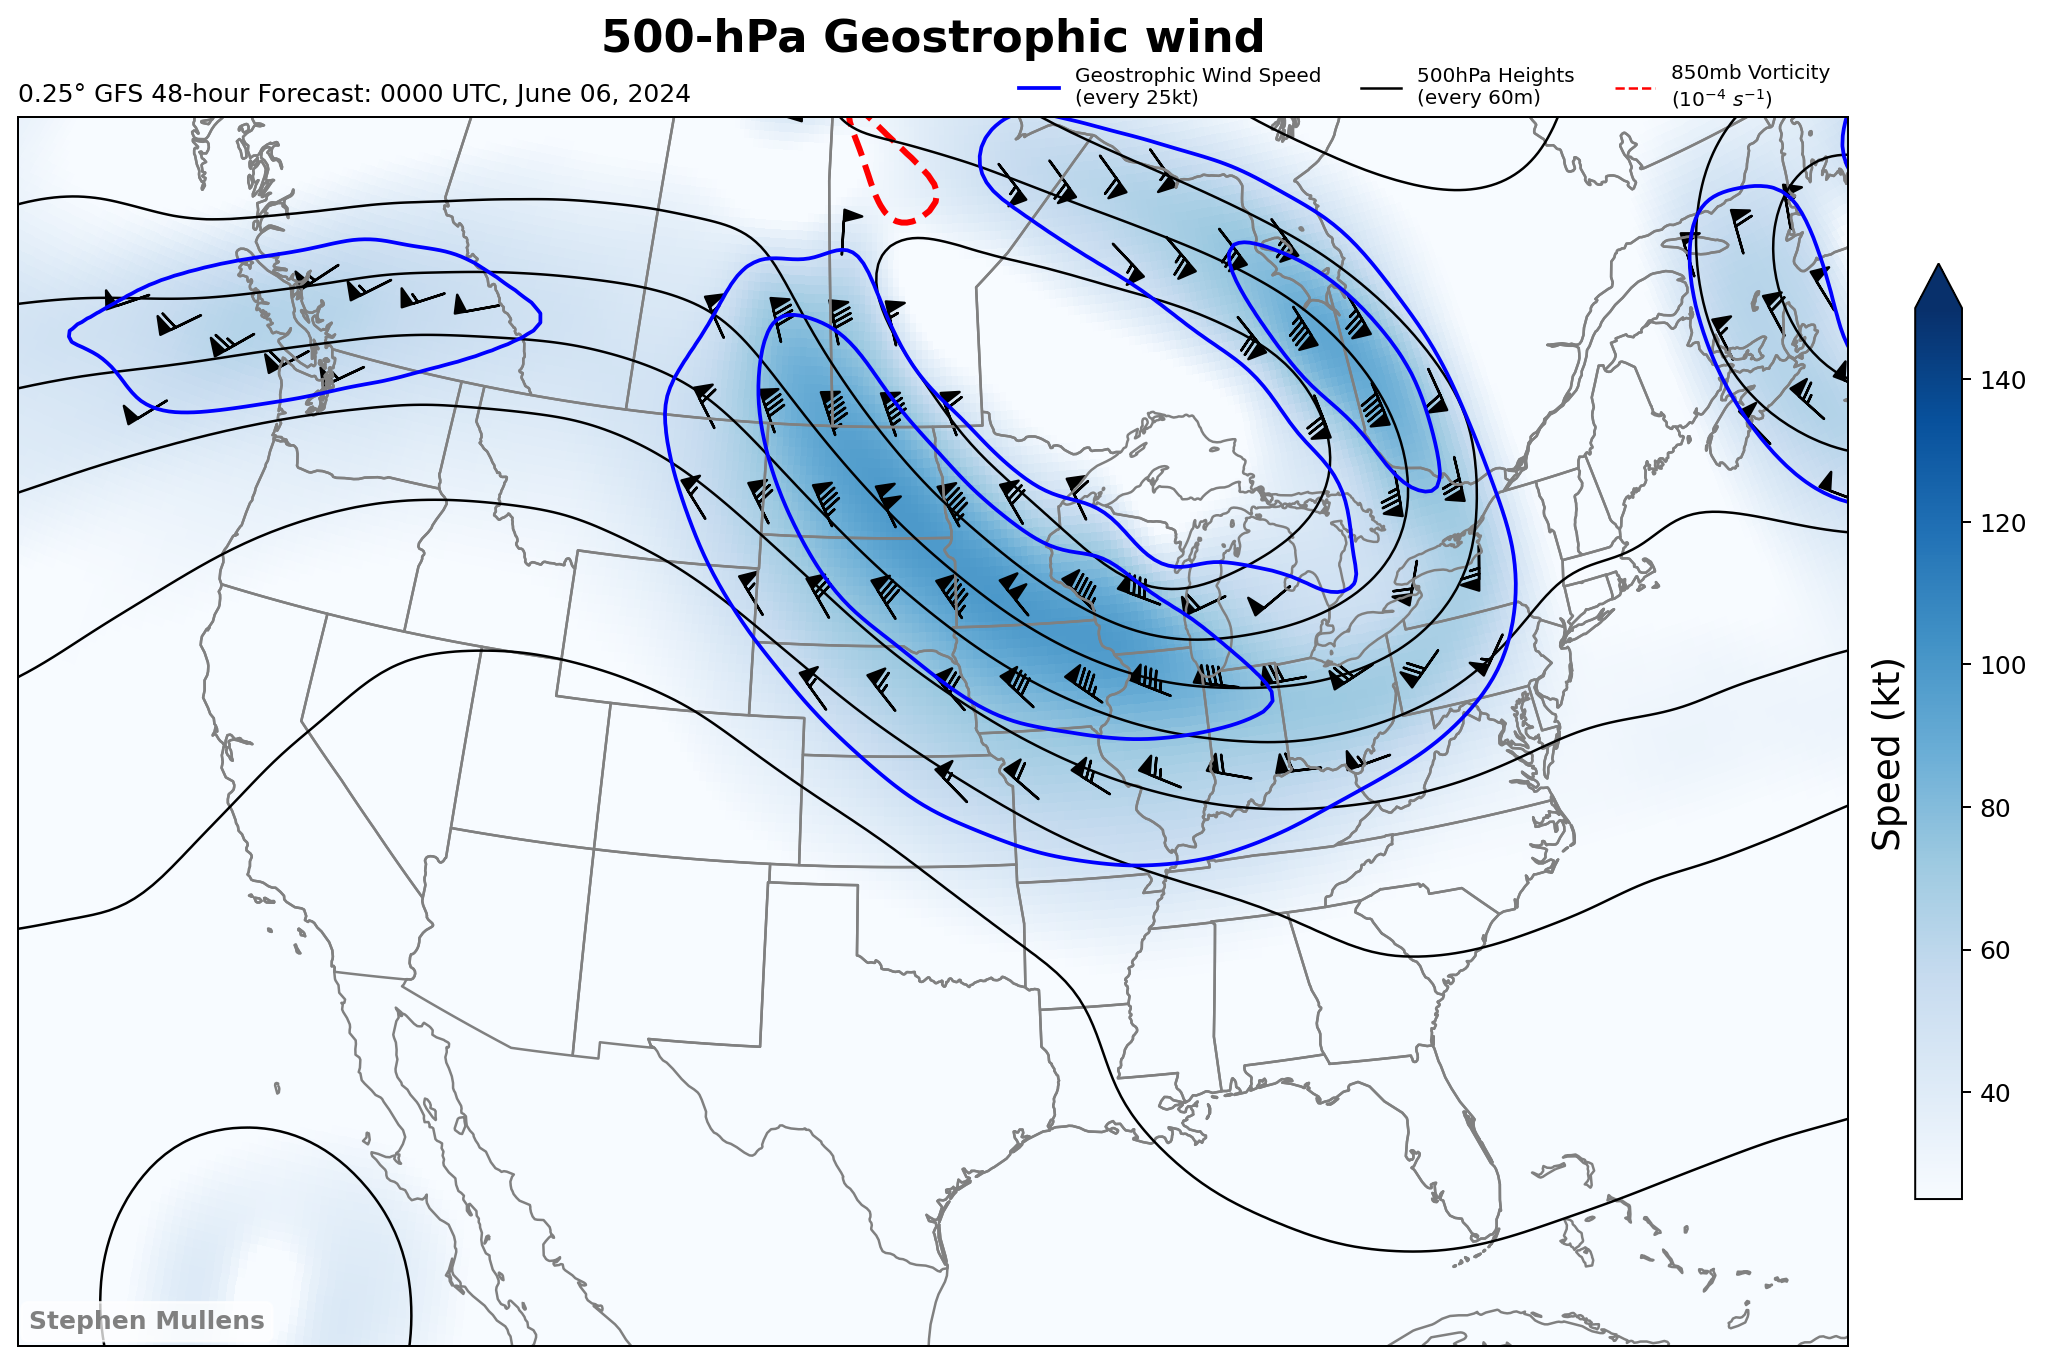 500-hPa Geostrophic wind
0.25° GFS 48-hour Forecast: 0000 UTC, June 06, 2024
Geostrophic Wind Speed
(every 25kt)
500hPa Heights
(every 60m)
850mb Vorticity
(10⁻⁴ s⁻¹)
140
120
100
80
60
40
Speed (kt)
Stephen Mullens